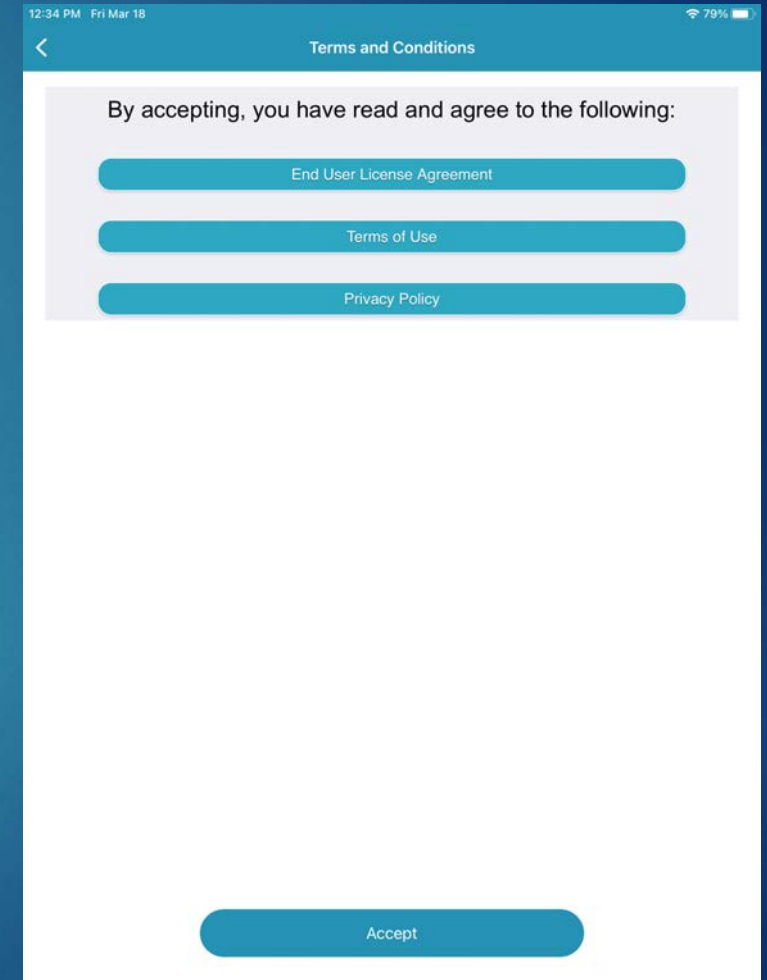 12:34 PM Fri Mar 18 79%
Terms and Conditions
By accepting, you have read and agree to the following:
End User License Agreement
Terms of Use
Privacy Policy
Accept